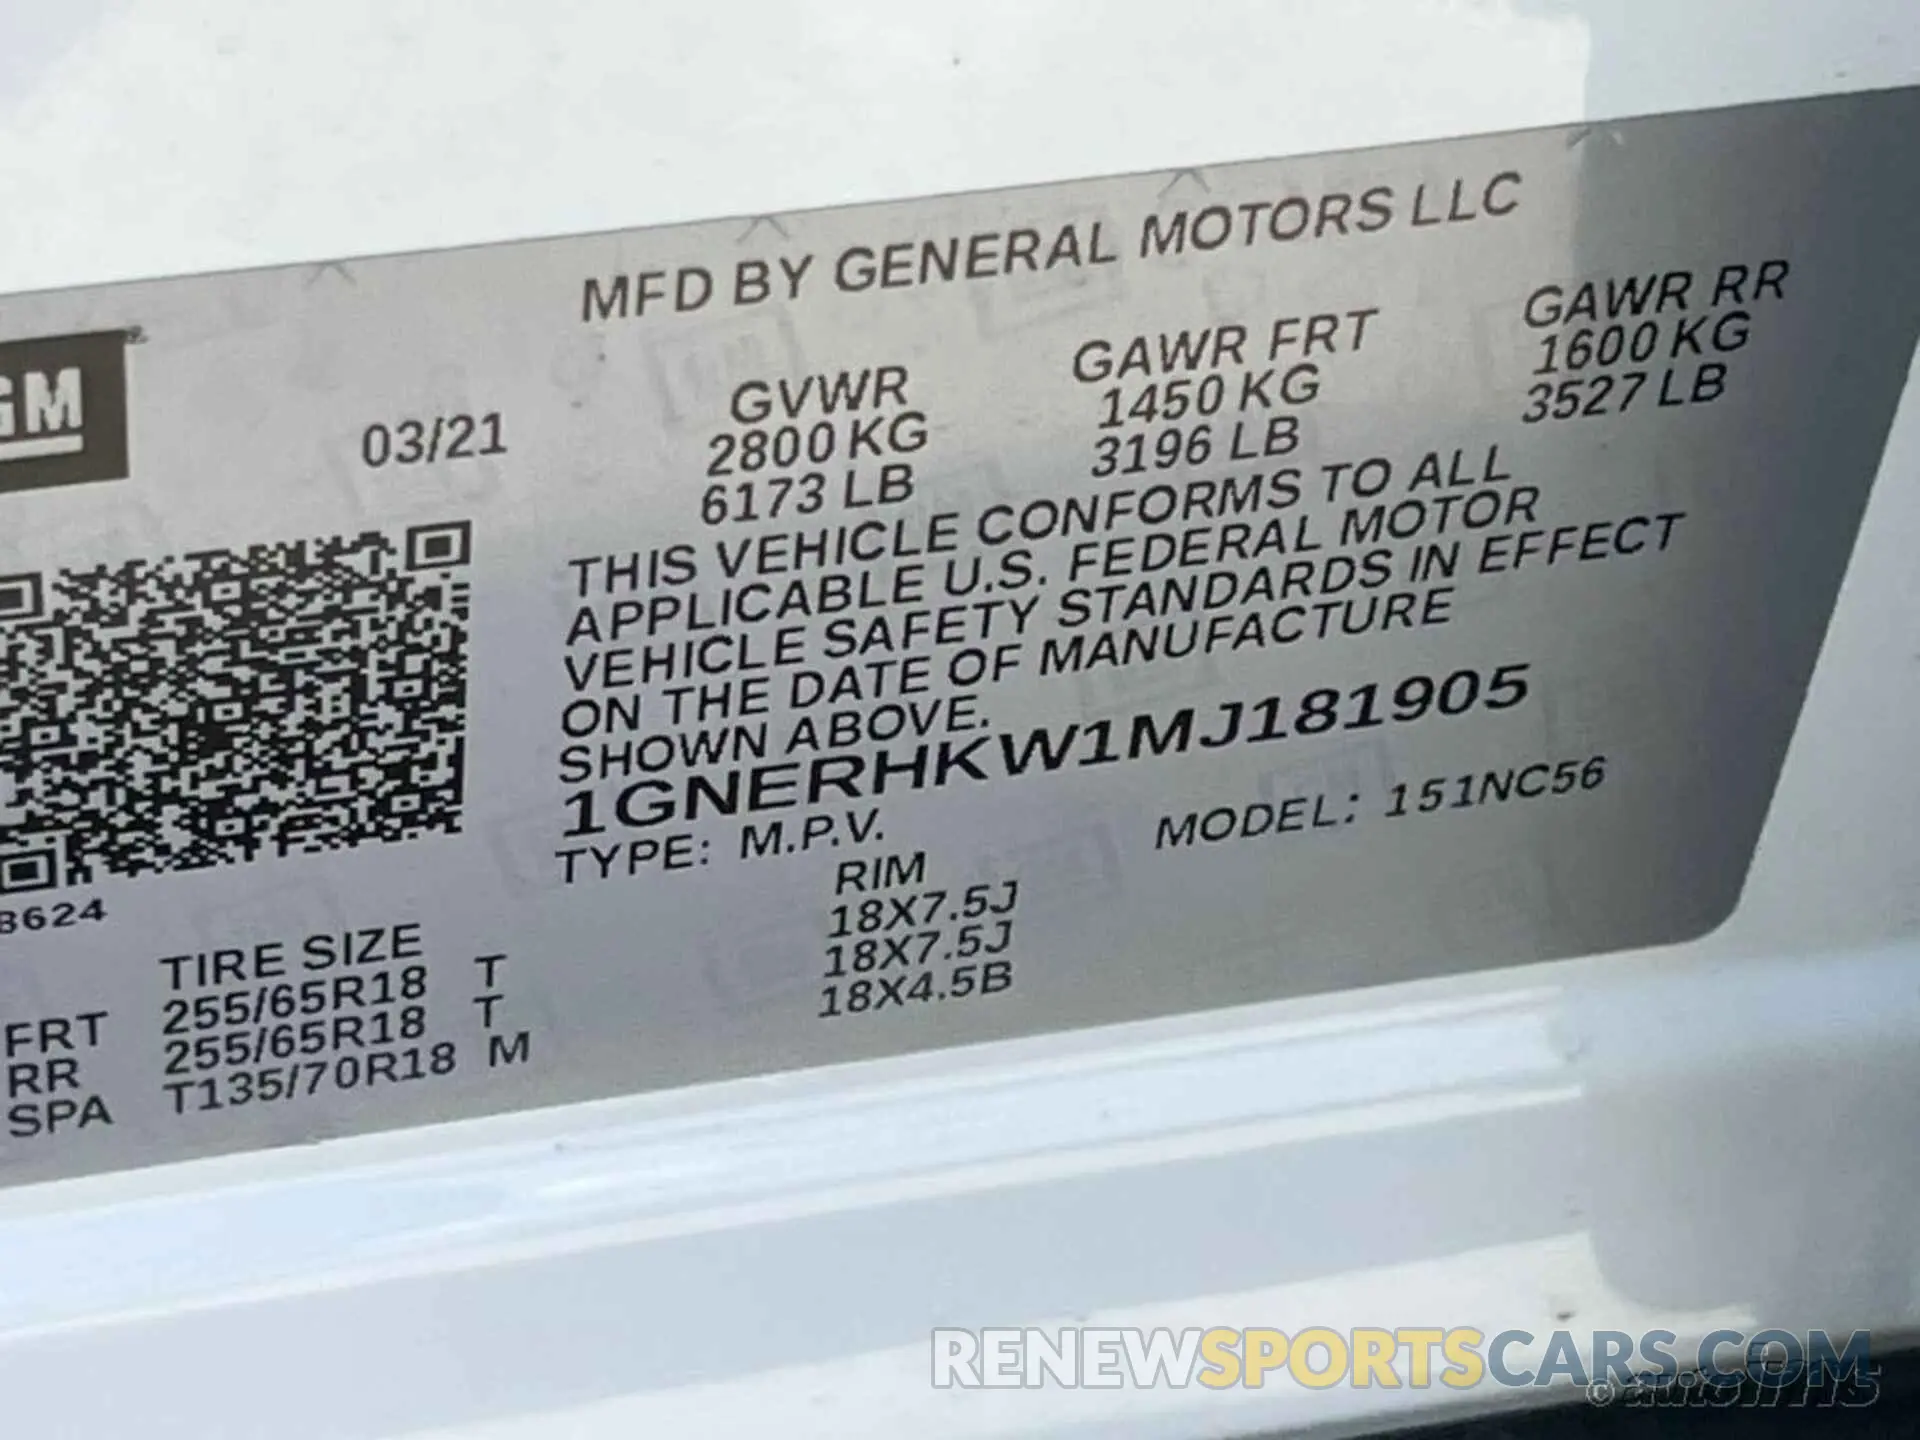 MFD BY GENERAL MOTORS LLC
GM
03/21
GVWR GAWR FRT GAWR RR
2800 KG 1450 KG 1600 KG
6173 LB 3196 LB 3527 LB
THIS VEHICLE CONFORMS TO ALL
APPLICABLE U.S. FEDERAL MOTOR
VEHICLE SAFETY STANDARDS IN EFFECT
ON THE DATE OF MANUFACTURE
SHOWN ABOVE.
1GNERHKW1MJ181905
TYPE: M.P.V. MODEL: 151NC56
8624
TIRE SIZE RIM
FRT 255/65R18 T 18X7.5J
RR 255/65R18 T 18X7.5J
SPA T135/70R18 M 18X4.5B
RENEWSPORTSCARS.COM